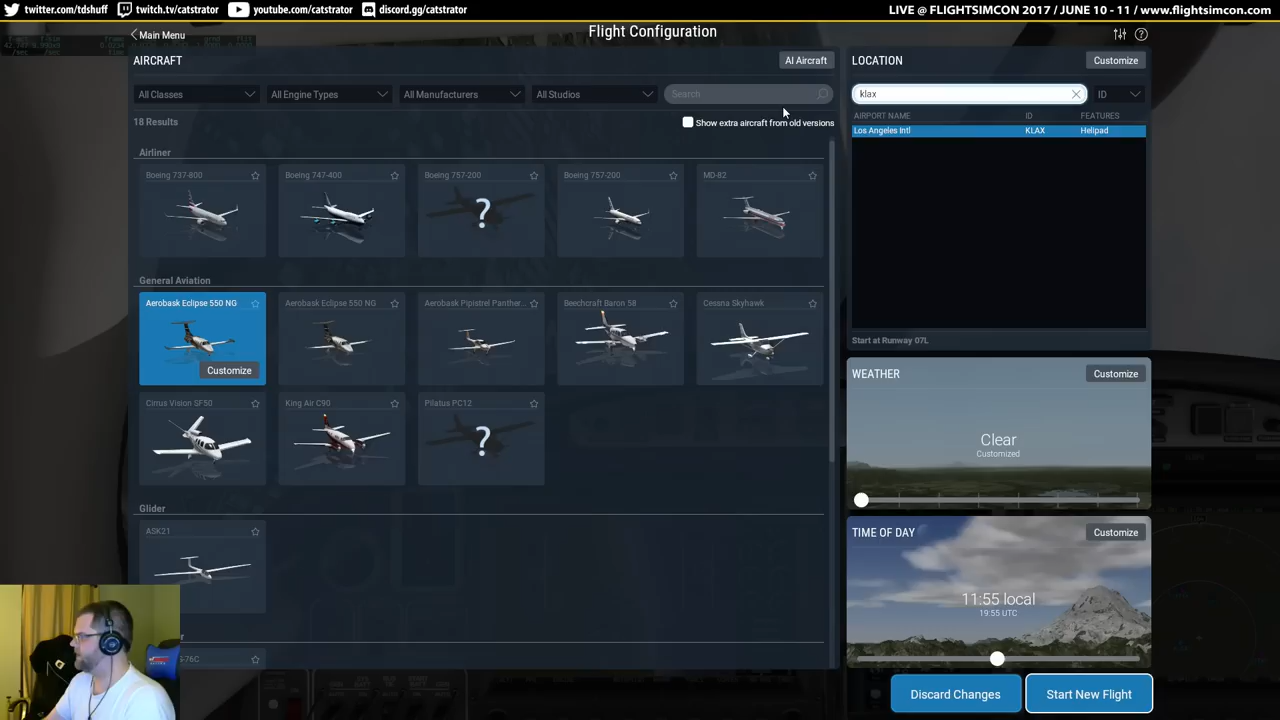 twitter.com/tdshuff twitch.tv/catstrator youtube.com/catstrator discord.gg/catstrator
LIVE @ FLIGHTSIMCON 2017 / JUNE 10 - 11 / www.flightsimcon.com
Main Menu
Flight Configuration
AIRCRAFT
AI Aircraft
All Classes
All Engine Types
All Manufacturers
All Studios
Search
18 Results
Show extra aircraft from old versions
Airliner
Boeing 737-800
Boeing 747-400
Boeing 757-200
?
Boeing 757-200
MD-82
General Aviation
Aerobask Eclipse 550 NG
Customize
Aerobask Eclipse 550 NG
Aerobask Pipistrel Panther...
Beechcraft Baron 58
Cessna Skyhawk
Cirrus Vision SF50
King Air C90
Pilatus PC12
?
Glider
ASK21
S-76C
LOCATION
Customize
klax
ID
AIRPORT NAME ID FEATURES
Los Angeles Intl KLAX Helipad
Start at Runway 07L
WEATHER
Customize
Clear
Customized
TIME OF DAY
Customize
11:55 local
19:55 UTC
Discard Changes
Start New Flight